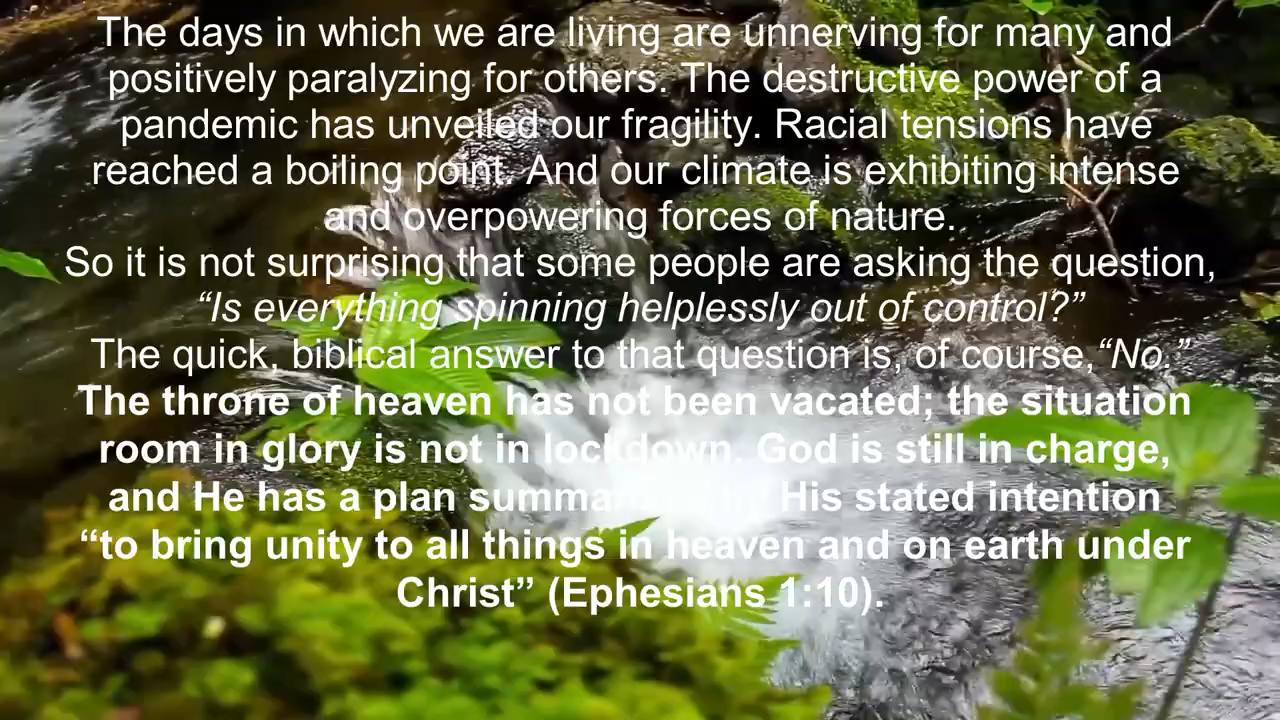 The days in which we are living are unnerving for many and
positively paralyzing for others. The destructive power of a
pandemic has unveiled our fragility. Racial tensions have
reached a boiling point. And our climate is exhibiting intense
and overpowering forces of nature.
So it is not surprising that some people are asking the question,
“Is everything spinning helplessly out of control?”
The quick, biblical answer to that question is, of course, “No.”
The throne of heaven has not been vacated; the situation
room in glory is not in lockdown. God is still in charge,
and He has a plan His stated intention
“to bring unity to all things in heaven and on earth under
Christ” (Ephesians 1:10).